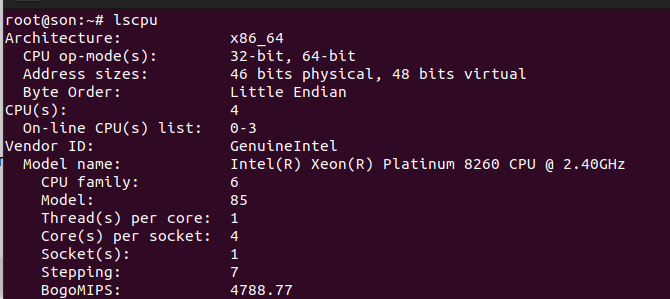 root@son:~# lscpu
Architecture: x86_64
CPU op-mode(s): 32-bit, 64-bit
Address sizes: 46 bits physical, 48 bits virtual
Byte Order: Little Endian
CPU(s): 4
On-line CPU(s) list: 0-3
Vendor ID: GenuineIntel
Model name: Intel(R) Xeon(R) Platinum 8260 CPU @ 2.40GHz
CPU family: 6
Model: 85
Thread(s) per core: 1
Core(s) per socket: 4
Socket(s): 1
Stepping: 7
BogoMIPS: 4788.77